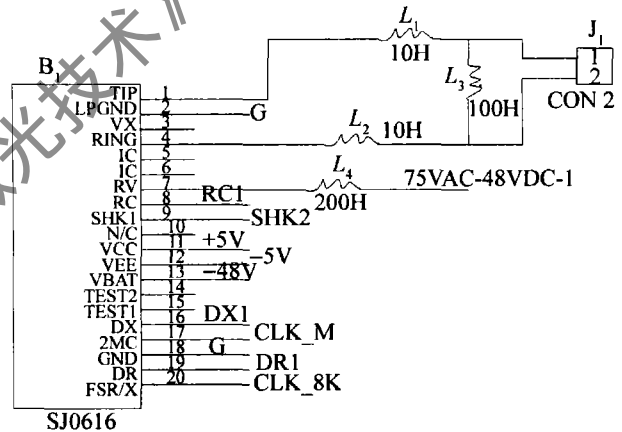 L1
10H
J1
1
2
CON 2
L3
100H
L2 10H
L4
200H
75VAC-48VDC-1
B1
TIP 1
LPGND 2 G
VX 3
RING 4
IC 5
IC 6
RV 7
RC 8 RC1
SHK1 9 SHK2
N/C 10
VCC 11 +5V
VEE 12 -5V
VBAT 13 -48V
TEST2 14
TEST1 15
DX 16 DX1
2MC 17 CLK_M
GND 18 G
DR 19 DR1
FSR/X 20 CLK_8K
SJ0616
光技术》